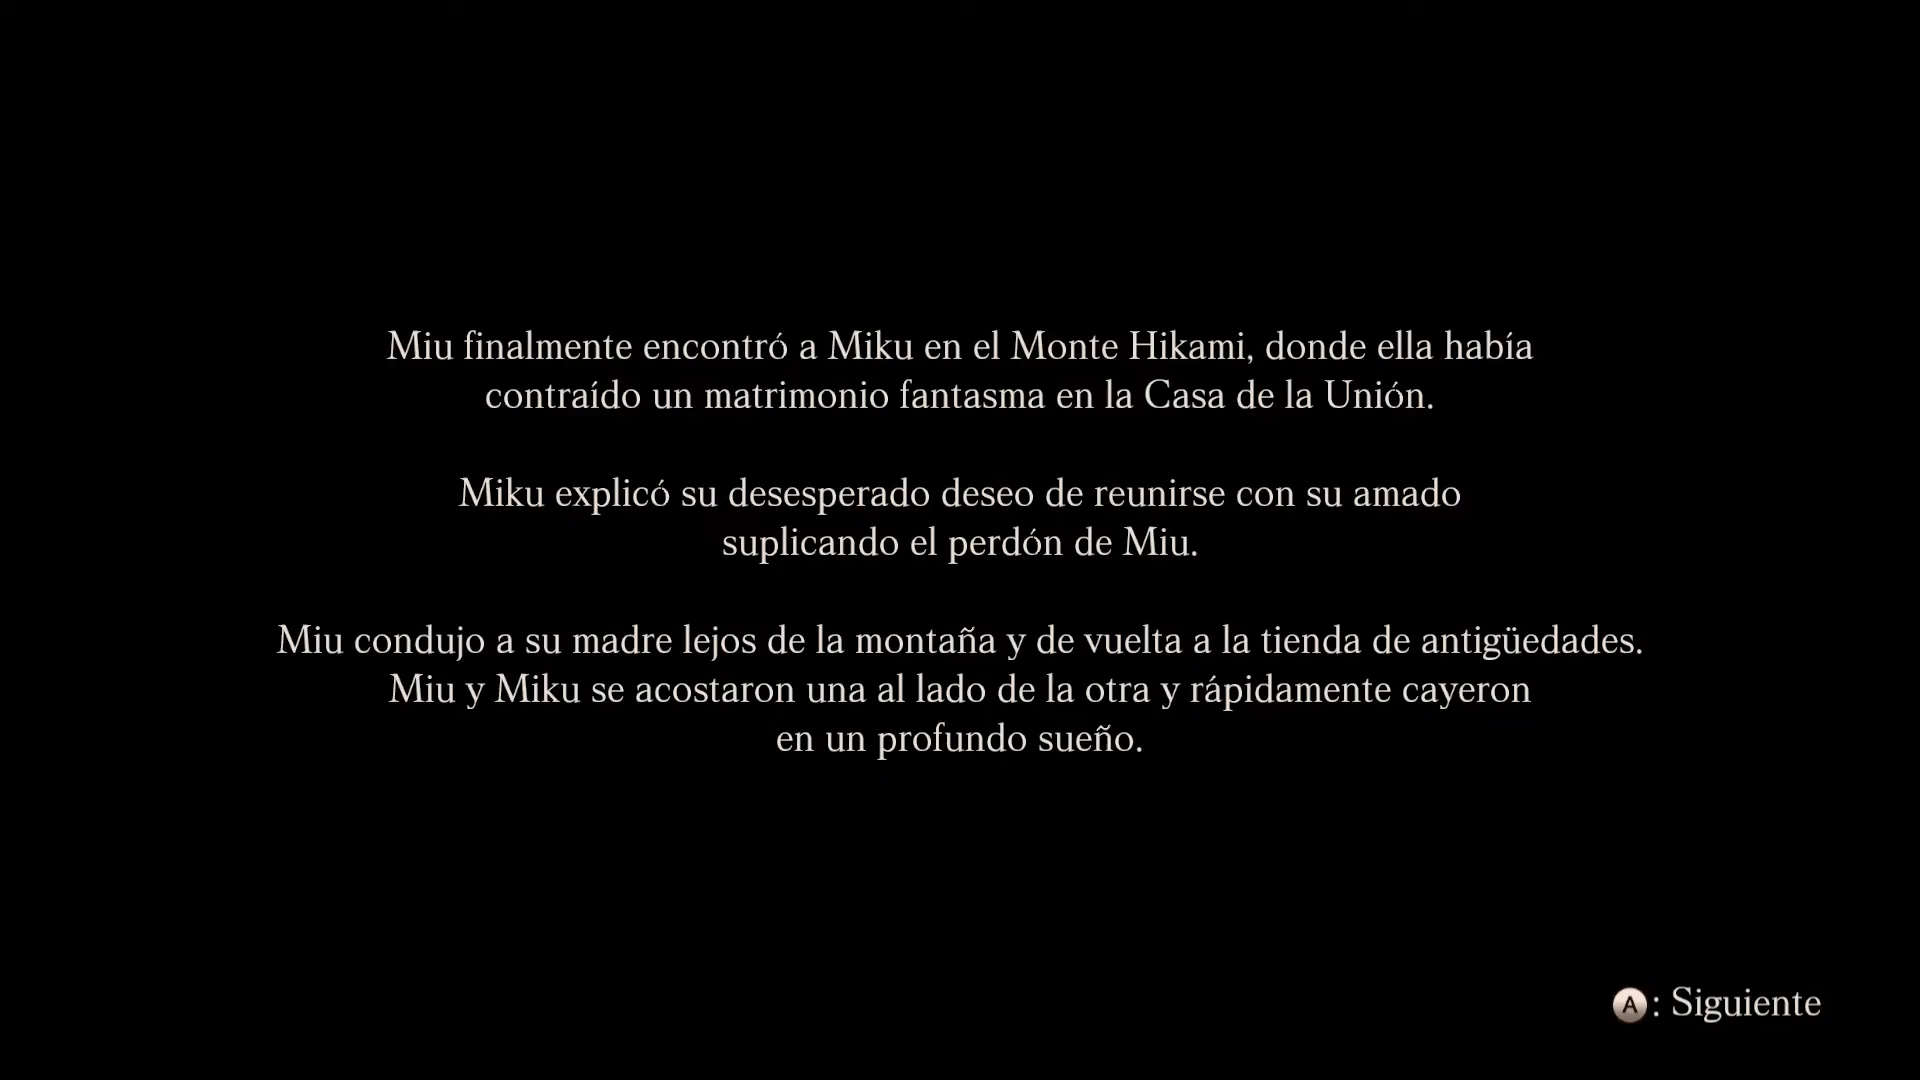 Miu finalmente encontró a Miku en el Monte Hikami, donde ella había
contraído un matrimonio fantasma en la Casa de la Unión.
Miku explicó su desesperado deseo de reunirse con su amado
suplicando el perdón de Miu.
Miu condujo a su madre lejos de la montaña y de vuelta a la tienda de antigüedades.
Miu y Miku se acostaron una al lado de la otra y rápidamente cayeron
en un profundo sueño.
A: Siguiente